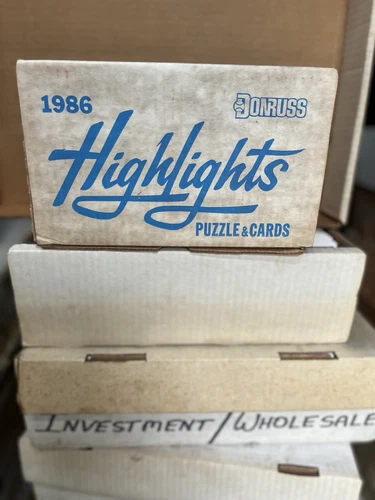 1986 DONRUSS
Highlights
PUZZLE & CARDS
INVESTMENT/WHOLESALE